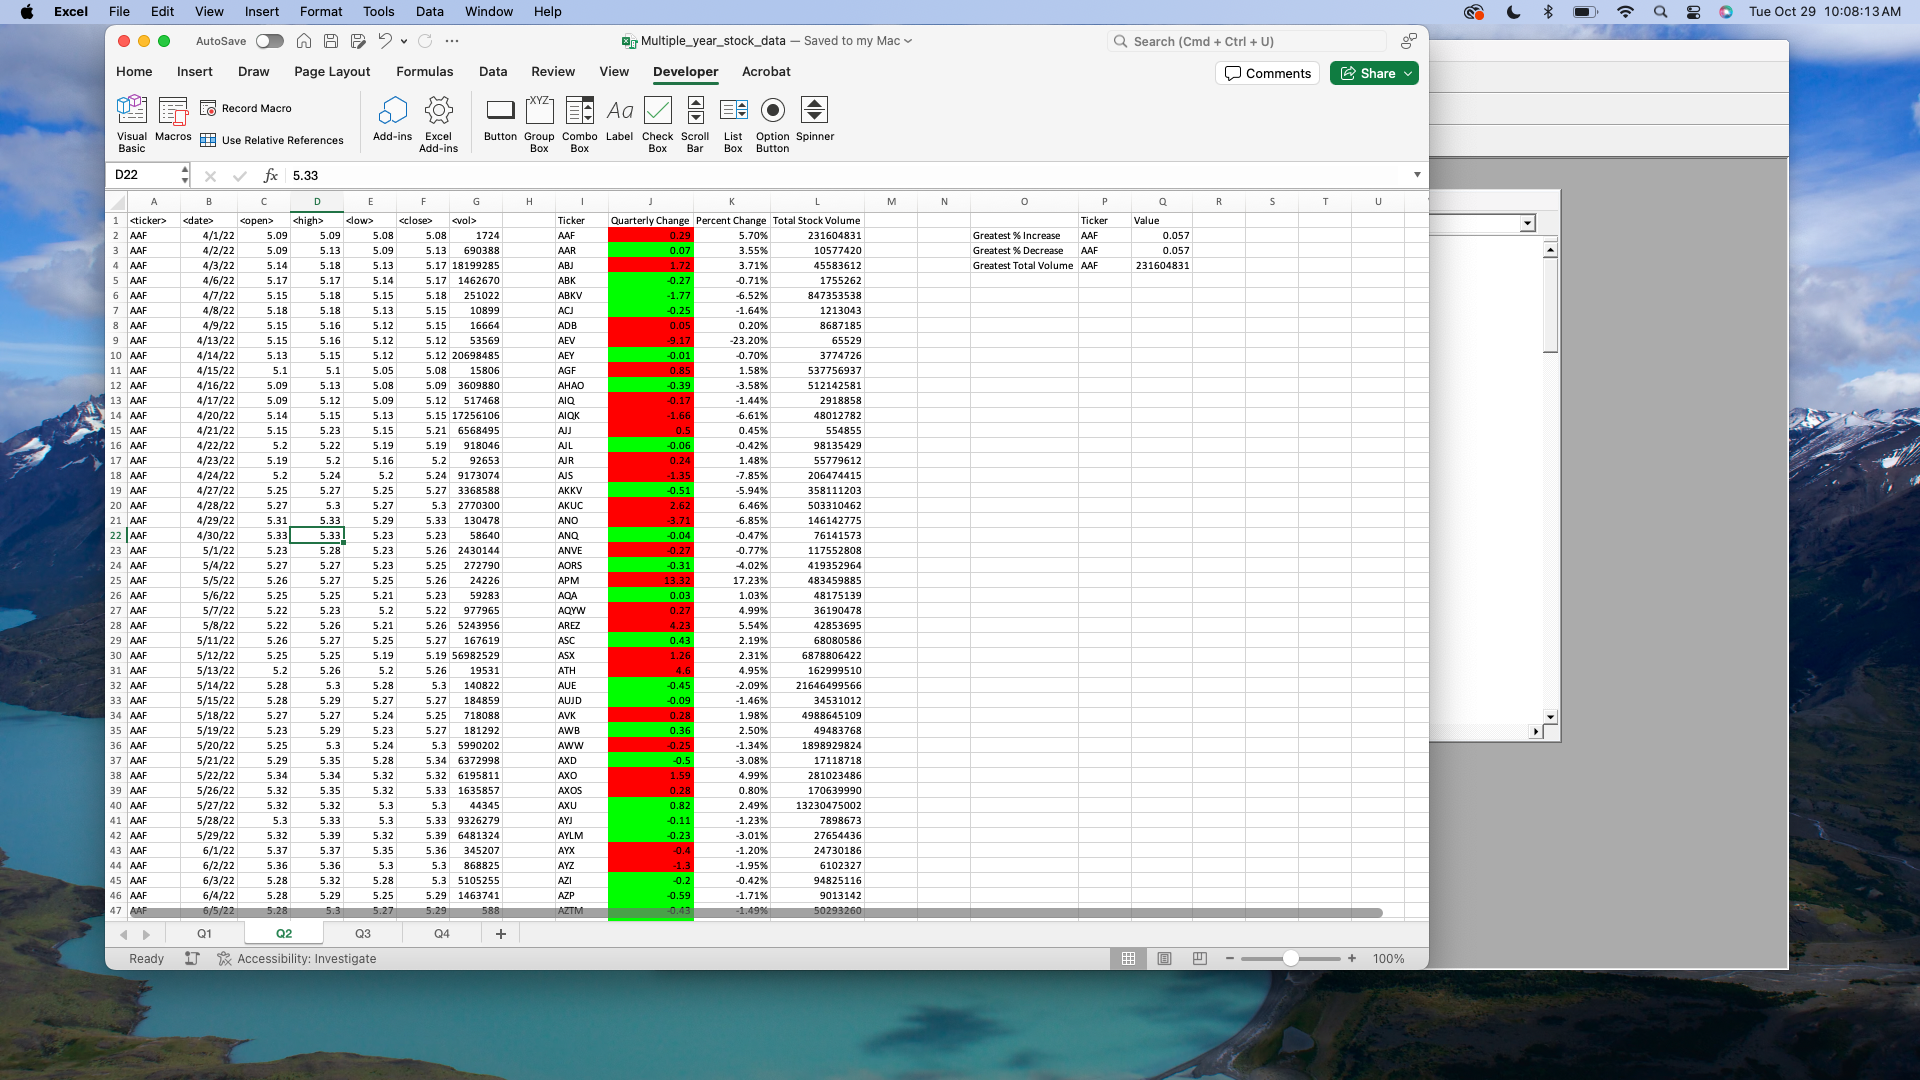 Excel File Edit View Insert Format Tools Data Window Help Tue Oct 29 10:08:13 AM
AutoSave Multiple_year_stock_data — Saved to my Mac Search (Cmd + Ctrl + U)
Home Insert Draw Page Layout Formulas Data Review View Developer Acrobat Comments Share
Visual Basic Macros Record Macro Use Relative References Add-ins Excel Add-ins Button Group Box Combo Box Label Check Box Scroll Bar List Box Option Button Spinner
D22 fx 5.33
A B C D E F G H I J K L M N O P Q R S T U
1 <ticker> <date> <open> <high> <low> <close> <vol> Ticker Quarterly Change Percent Change Total Stock Volume Ticker Value
2 AAF 4/1/22 5.09 5.09 5.08 5.08 1724 AAF 0.29 5.70% 231604831 Greatest % Increase AAF 0.057
3 AAF 4/2/22 5.09 5.13 5.09 5.13 690388 AAR 0.07 3.55% 10577420 Greatest % Decrease AAF 0.057
4 AAF 4/3/22 5.14 5.18 5.13 5.17 18199285 ABJ 1.72 3.71% 45583612 Greatest Total Volume AAF 231604831
5 AAF 4/6/22 5.17 5.17 5.14 5.17 1462670 ABK -0.27 -0.71% 1755262
6 AAF 4/7/22 5.15 5.18 5.15 5.18 251022 ABKV -1.77 -6.52% 847353538
7 AAF 4/8/22 5.18 5.18 5.13 5.15 10899 ACJ -0.25 -1.64% 1213043
8 AAF 4/9/22 5.15 5.16 5.12 5.15 16664 ADB 0.05 0.20% 8687185
9 AAF 4/13/22 5.15 5.16 5.12 5.12 53569 AEV -9.17 -23.20% 65529
10 AAF 4/14/22 5.13 5.15 5.12 5.12 20698485 AEY -0.01 -0.70% 3774726
11 AAF 4/15/22 5.1 5.1 5.05 5.08 15806 AGF 0.85 1.58% 537756937
12 AAF 4/16/22 5.09 5.13 5.08 5.09 3609880 AHAO -0.39 -3.58% 512142581
13 AAF 4/17/22 5.09 5.12 5.09 5.12 517468 AIQ -0.17 -1.44% 2918858
14 AAF 4/20/22 5.14 5.15 5.13 5.15 17256106 AIQK -1.66 -6.61% 48012782
15 AAF 4/21/22 5.15 5.23 5.15 5.21 6568495 AJJ 0.5 0.45% 554855
16 AAF 4/22/22 5.2 5.22 5.19 5.19 918046 AJL -0.06 -0.42% 98135429
17 AAF 4/23/22 5.19 5.2 5.16 5.2 92653 AJR 0.24 1.48% 55779612
18 AAF 4/24/22 5.2 5.24 5.2 5.24 9173074 AJS -1.35 -7.85% 206474415
19 AAF 4/27/22 5.25 5.27 5.25 5.27 3368588 AKKV -0.51 -5.94% 358111203
20 AAF 4/28/22 5.27 5.3 5.27 5.3 2770300 AKUC 2.62 6.46% 503310462
21 AAF 4/29/22 5.31 5.33 5.29 5.33 130478 ANO -3.71 -6.85% 146142775
22 AAF 4/30/22 5.33 5.33 5.23 5.23 58640 ANQ -0.04 -0.47% 76141573
23 AAF 5/1/22 5.23 5.28 5.23 5.26 2430144 ANVE -0.27 -0.77% 117552808
24 AAF 5/4/22 5.27 5.27 5.23 5.25 272790 AORS -0.31 -4.02% 419352964
25 AAF 5/5/22 5.26 5.27 5.25 5.26 24226 APM 13.32 17.23% 483459885
26 AAF 5/6/22 5.25 5.25 5.21 5.23 59283 AQA 0.03 1.03% 48175139
27 AAF 5/7/22 5.22 5.23 5.2 5.22 977965 AQYW 0.27 4.99% 36190478
28 AAF 5/8/22 5.22 5.26 5.21 5.26 5243956 AREZ 4.23 5.54% 42853695
29 AAF 5/11/22 5.26 5.27 5.25 5.27 167619 ASC 0.43 2.19% 68080586
30 AAF 5/12/22 5.25 5.25 5.19 5.19 56982529 ASX 1.26 2.31% 6878806422
31 AAF 5/13/22 5.2 5.26 5.2 5.26 19531 ATH 4.6 4.95% 162999510
32 AAF 5/14/22 5.28 5.3 5.28 5.3 140822 AUE -0.45 -2.09% 21646499566
33 AAF 5/15/22 5.28 5.29 5.27 5.27 184859 AUJD -0.09 -1.46% 34531012
34 AAF 5/18/22 5.27 5.27 5.24 5.25 718088 AVK 0.28 1.98% 4988645109
35 AAF 5/19/22 5.23 5.29 5.23 5.27 181292 AWB 0.36 2.50% 49483768
36 AAF 5/20/22 5.25 5.3 5.24 5.3 5990202 AWW -0.25 -1.34% 1898929824
37 AAF 5/21/22 5.29 5.35 5.28 5.34 6372998 AXD -0.5 -3.08% 17118718
38 AAF 5/22/22 5.34 5.34 5.32 5.32 6195811 AXO 1.59 4.99% 281023486
39 AAF 5/26/22 5.32 5.35 5.32 5.33 1635857 AXOS 0.28 0.80% 170639990
40 AAF 5/27/22 5.32 5.32 5.3 5.3 44345 AXU 0.82 2.49% 13230475002
41 AAF 5/28/22 5.3 5.33 5.3 5.33 9326279 AYJ -0.11 -1.23% 7898673
42 AAF 5/29/22 5.32 5.39 5.32 5.39 6481324 AYLM -0.23 -3.01% 27654436
43 AAF 6/1/22 5.37 5.37 5.35 5.36 345207 AYX -0.4 -1.20% 24730186
44 AAF 6/2/22 5.36 5.36 5.3 5.3 868825 AYZ -1.3 -1.95% 6102327
45 AAF 6/3/22 5.28 5.32 5.28 5.3 5105255 AZI -0.2 -0.42% 94825116
46 AAF 6/4/22 5.28 5.29 5.25 5.29 1463741 AZP -0.59 -1.71% 9013142
47 AAF 6/5/22 5.28 5.3 5.27 5.29 588 AZTM -0.43 -1.49% 50293260
Q1 Q2 Q3 Q4 +
Ready Accessibility: Investigate 100%